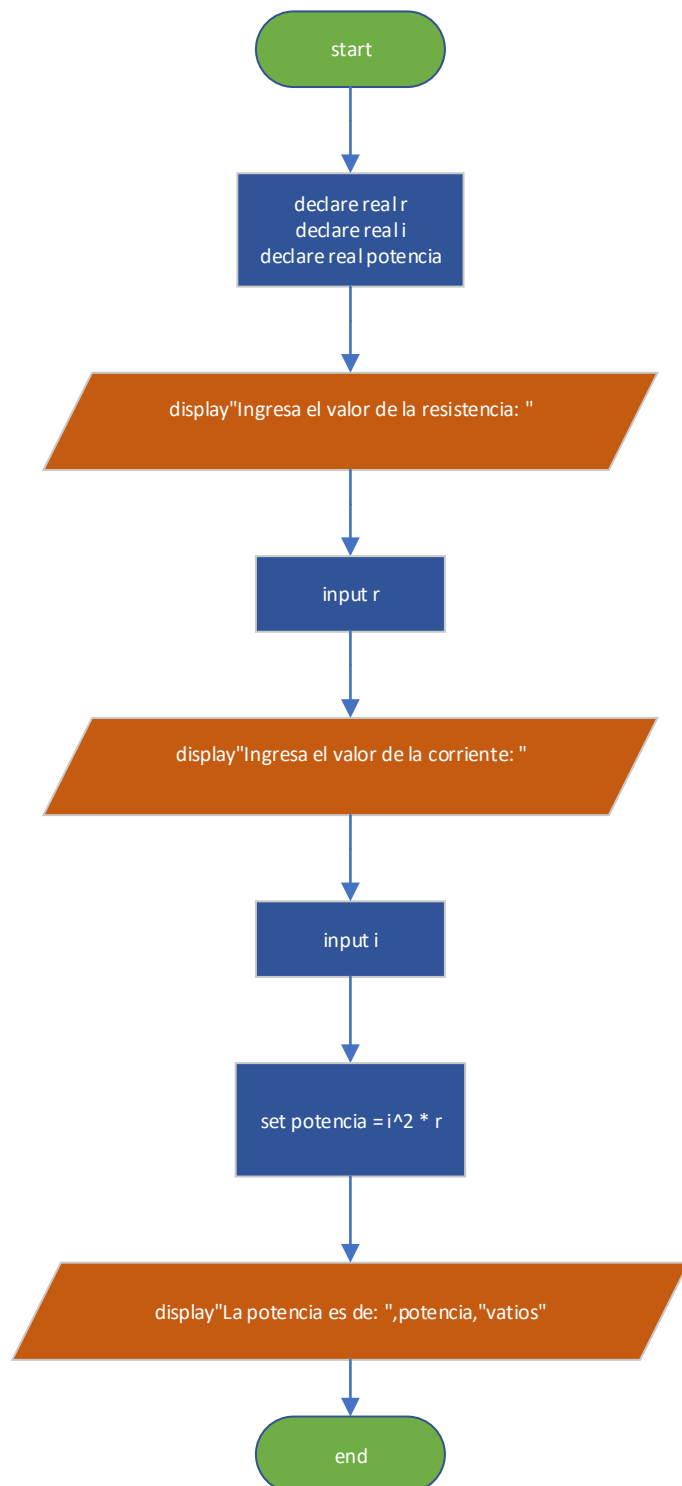 start
declare real r
declare real i
declare real potencia
display"Ingresa el valor de la resistencia: "
input r
display"Ingresa el valor de la corriente: "
input i
set potencia = i^2 * r
display"La potencia es de: ",potencia,"vatios"
end